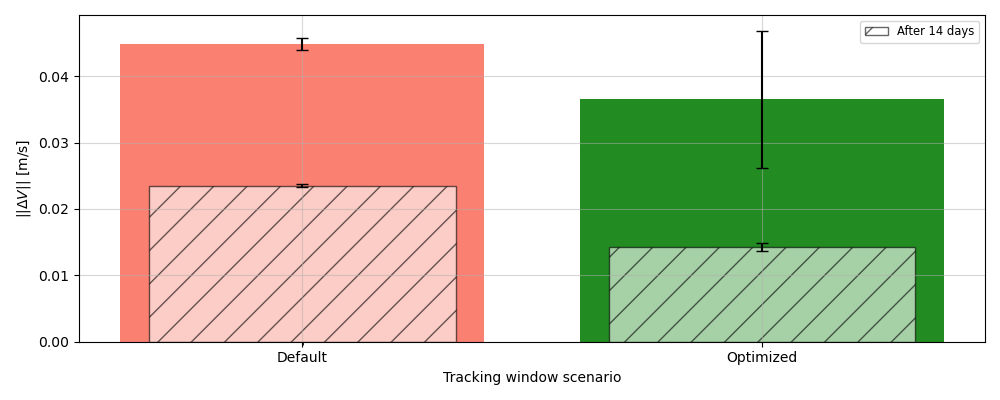 After 14 days
0.04
0.03
0.02
0.01
0.00
||ΔV|| [m/s]
Default
Optimized
Tracking window scenario